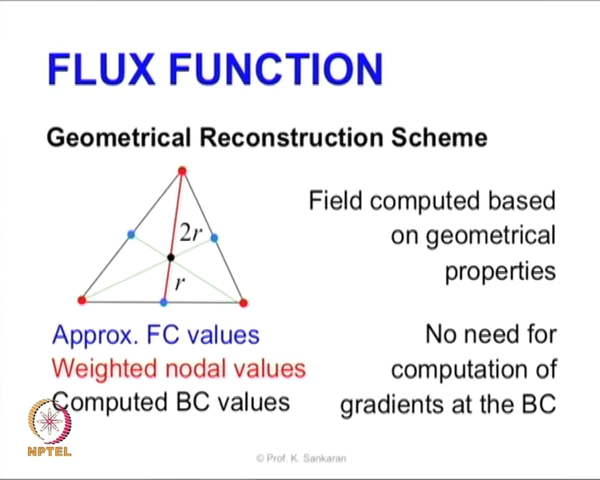 FLUX FUNCTION
Geometrical Reconstruction Scheme
2r
r
Field computed based
on geometrical
properties
Approx. FC values
Weighted nodal values
Computed BC values
No need for
computation of
gradients at the BC
NPTEL
© Prof. K. Sankaran